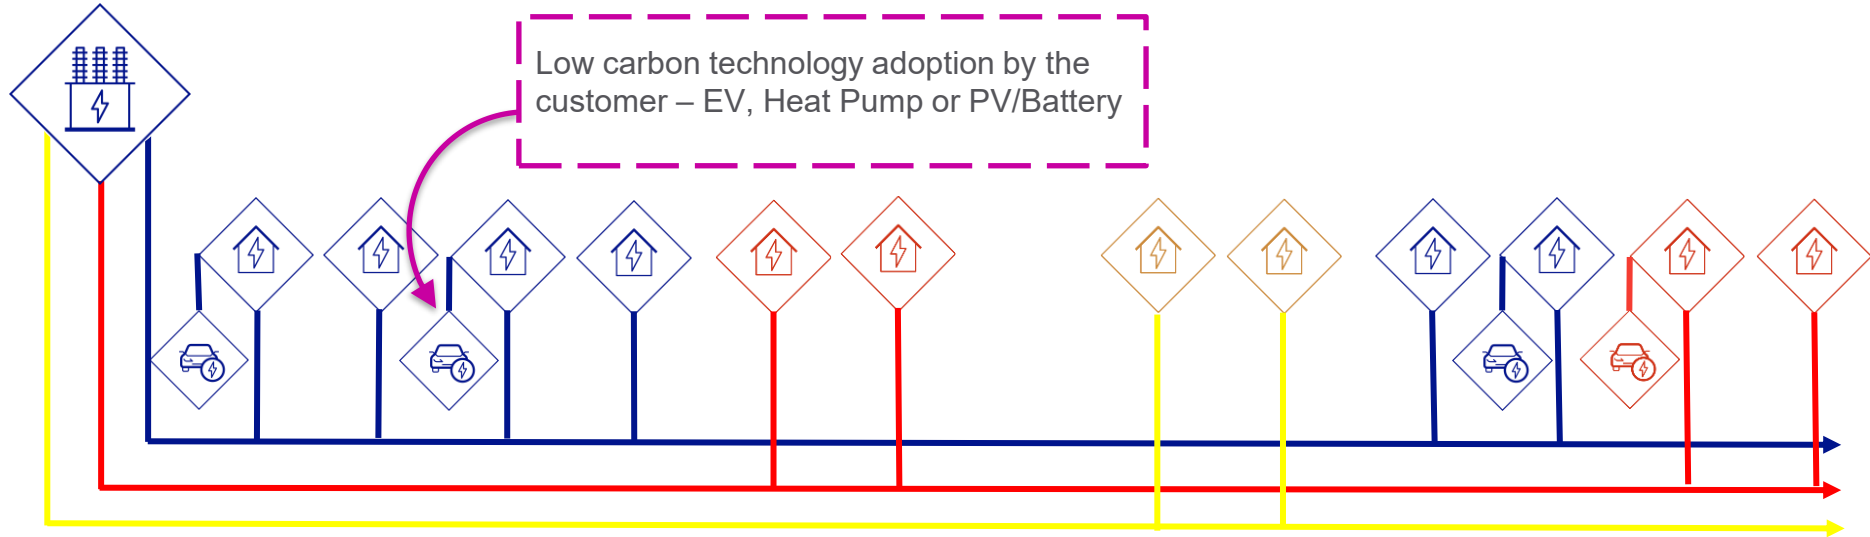 Low carbon technology adoption by the
customer – EV, Heat Pump or PV/Battery